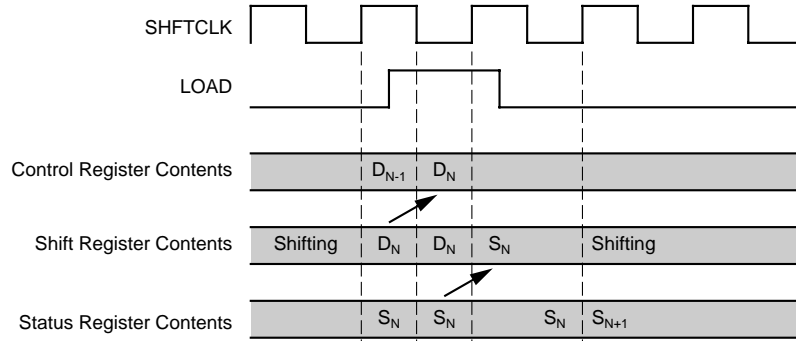 SHFTCLK
LOAD
Control Register Contents D_{N-1} D_N
Shift Register Contents Shifting D_N D_N S_N Shifting
Status Register Contents S_N S_N S_N S_{N+1}